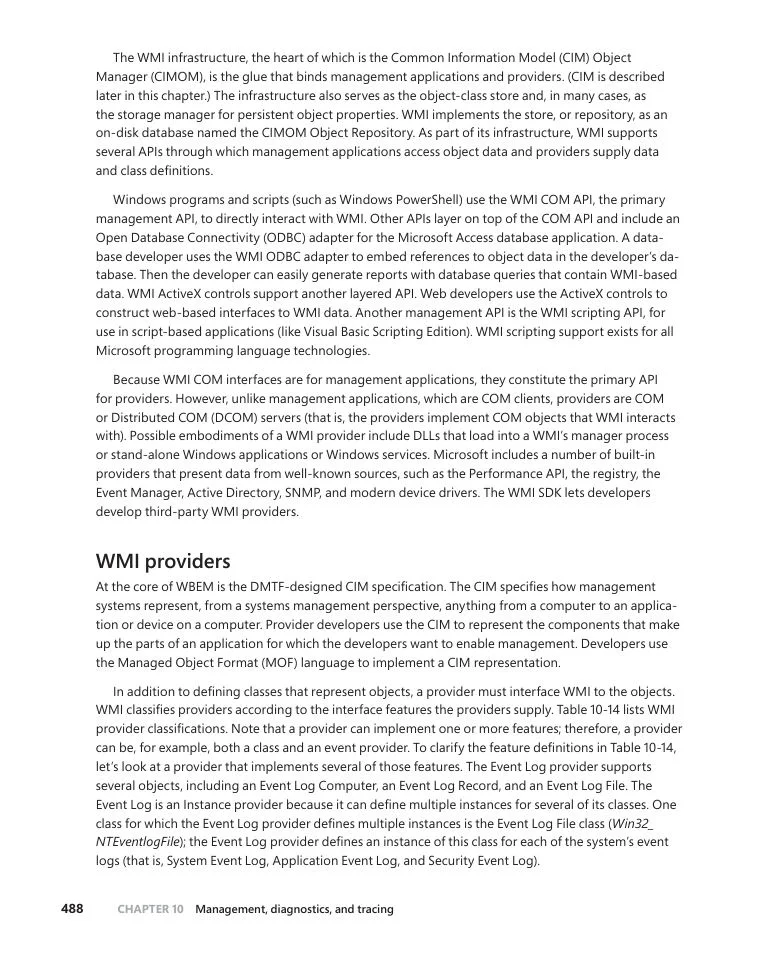 The WMI infrastructure, the heart of which is the Common Information Model (CIM) Object
Manager (CIMOM), is the glue that binds management applications and providers. (CIM is described
later in this chapter.) The infrastructure also serves as the object-class store and, in many cases, as
the storage manager for persistent object properties. WMI implements the store, or repository, as an
on-disk database named the CIMOM Object Repository. As part of its infrastructure, WMI supports
several APIs through which management applications access object data and providers supply data
and class definitions.
Windows programs and scripts (such as Windows PowerShell) use the WMI COM API, the primary
management API, to directly interact with WMI. Other APIs layer on top of the COM API and include an
Open Database Connectivity (ODBC) adapter for the Microsoft Access database application. A data-
base developer uses the WMI ODBC adapter to embed references to object data in the developer's da-
tabase. Then the developer can easily generate reports with database queries that contain WMI-based
data. WMI ActiveX controls support another layered API. Web developers use the ActiveX controls to
construct web-based interfaces to WMI data. Another management API is the WMI scripting API, for
use in script-based applications (like Visual Basic Scripting Edition). WMI scripting support exists for all
Microsoft programming language technologies.
Because WMI COM interfaces are for management applications, they constitute the primary API
for providers. However, unlike management applications, which are COM clients, providers are COM
or Distributed COM (DCOM) servers (that is, the providers implement COM objects that WMI interacts
with). Possible embodiments of a WMI provider include DLLs that load into a WMI's manager process
or stand-alone Windows applications or Windows services. Microsoft includes a number of built-in
providers that present data from well-known sources, such as the Performance API, the registry, the
Event Manager, Active Directory, SNMP, and modern device drivers. The WMI SDK lets developers
develop third-party WMI providers.
WMI providers
At the core of WBEM is the DMTF-designed CIM specification. The CIM specifies how management
systems represent, from a systems management perspective, anything from a computer to an applica-
tion or device on a computer. Provider developers use the CIM to represent the components that make
up the parts of an application for which the developers want to enable management. Developers use
the Managed Object Format (MOF) language to implement a CIM representation.
In addition to defining classes that represent objects, a provider must interface WMI to the objects.
WMI classifies providers according to the interface features the providers supply. Table 10-14 lists WMI
provider classifications. Note that a provider can implement one or more features; therefore, a provider
can be, for example, both a class and an event provider. To clarify the feature definitions in Table 10-14,
let's look at a provider that implements several of those features. The Event Log provider supports
several objects, including an Event Log Computer, an Event Log Record, and an Event Log File. The
Event Log is an Instance provider because it can define multiple instances for several of its classes. One
class for which the Event Log provider defines multiple instances is the Event Log File class (Win32_
NTEventlogFile); the Event Log provider defines an instance of this class for each of the system's event
logs (that is, System Event Log, Application Event Log, and Security Event Log).
488 CHAPTER 10 Management, diagnostics, and tracing